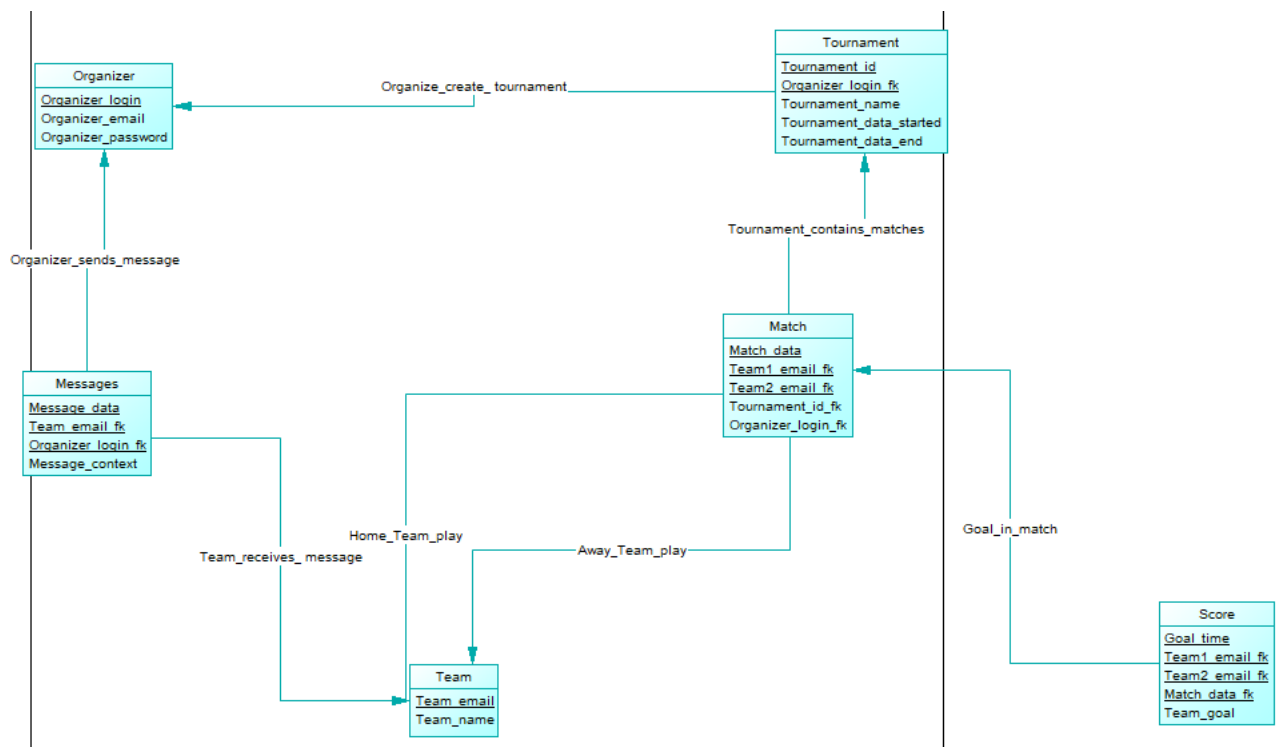 Tournament
Tournament_id
Organizer_login_fk
Tournament_name
Tournament_data_started
Tournament_data_end
Organizer
Organizer_login
Organizer_email
Organizer_password
Organize_create_ tournament
Tournament_contains_matches
Organizer_sends_message
Match
Match_data
Team1_email_fk
Team2_email_fk
Tournament_id_fk
Organizer_login_fk
Messages
Message_data
Team_email_fk
Organizer_login_fk
Message_context
Home_Team_play
Away_Team_play
Team_receives_ message
Goal_in_match
Score
Goal_time
Team1_email_fk
Team2_email_fk
Match_data_fk
Team_goal
Team
Team_email
Team_name